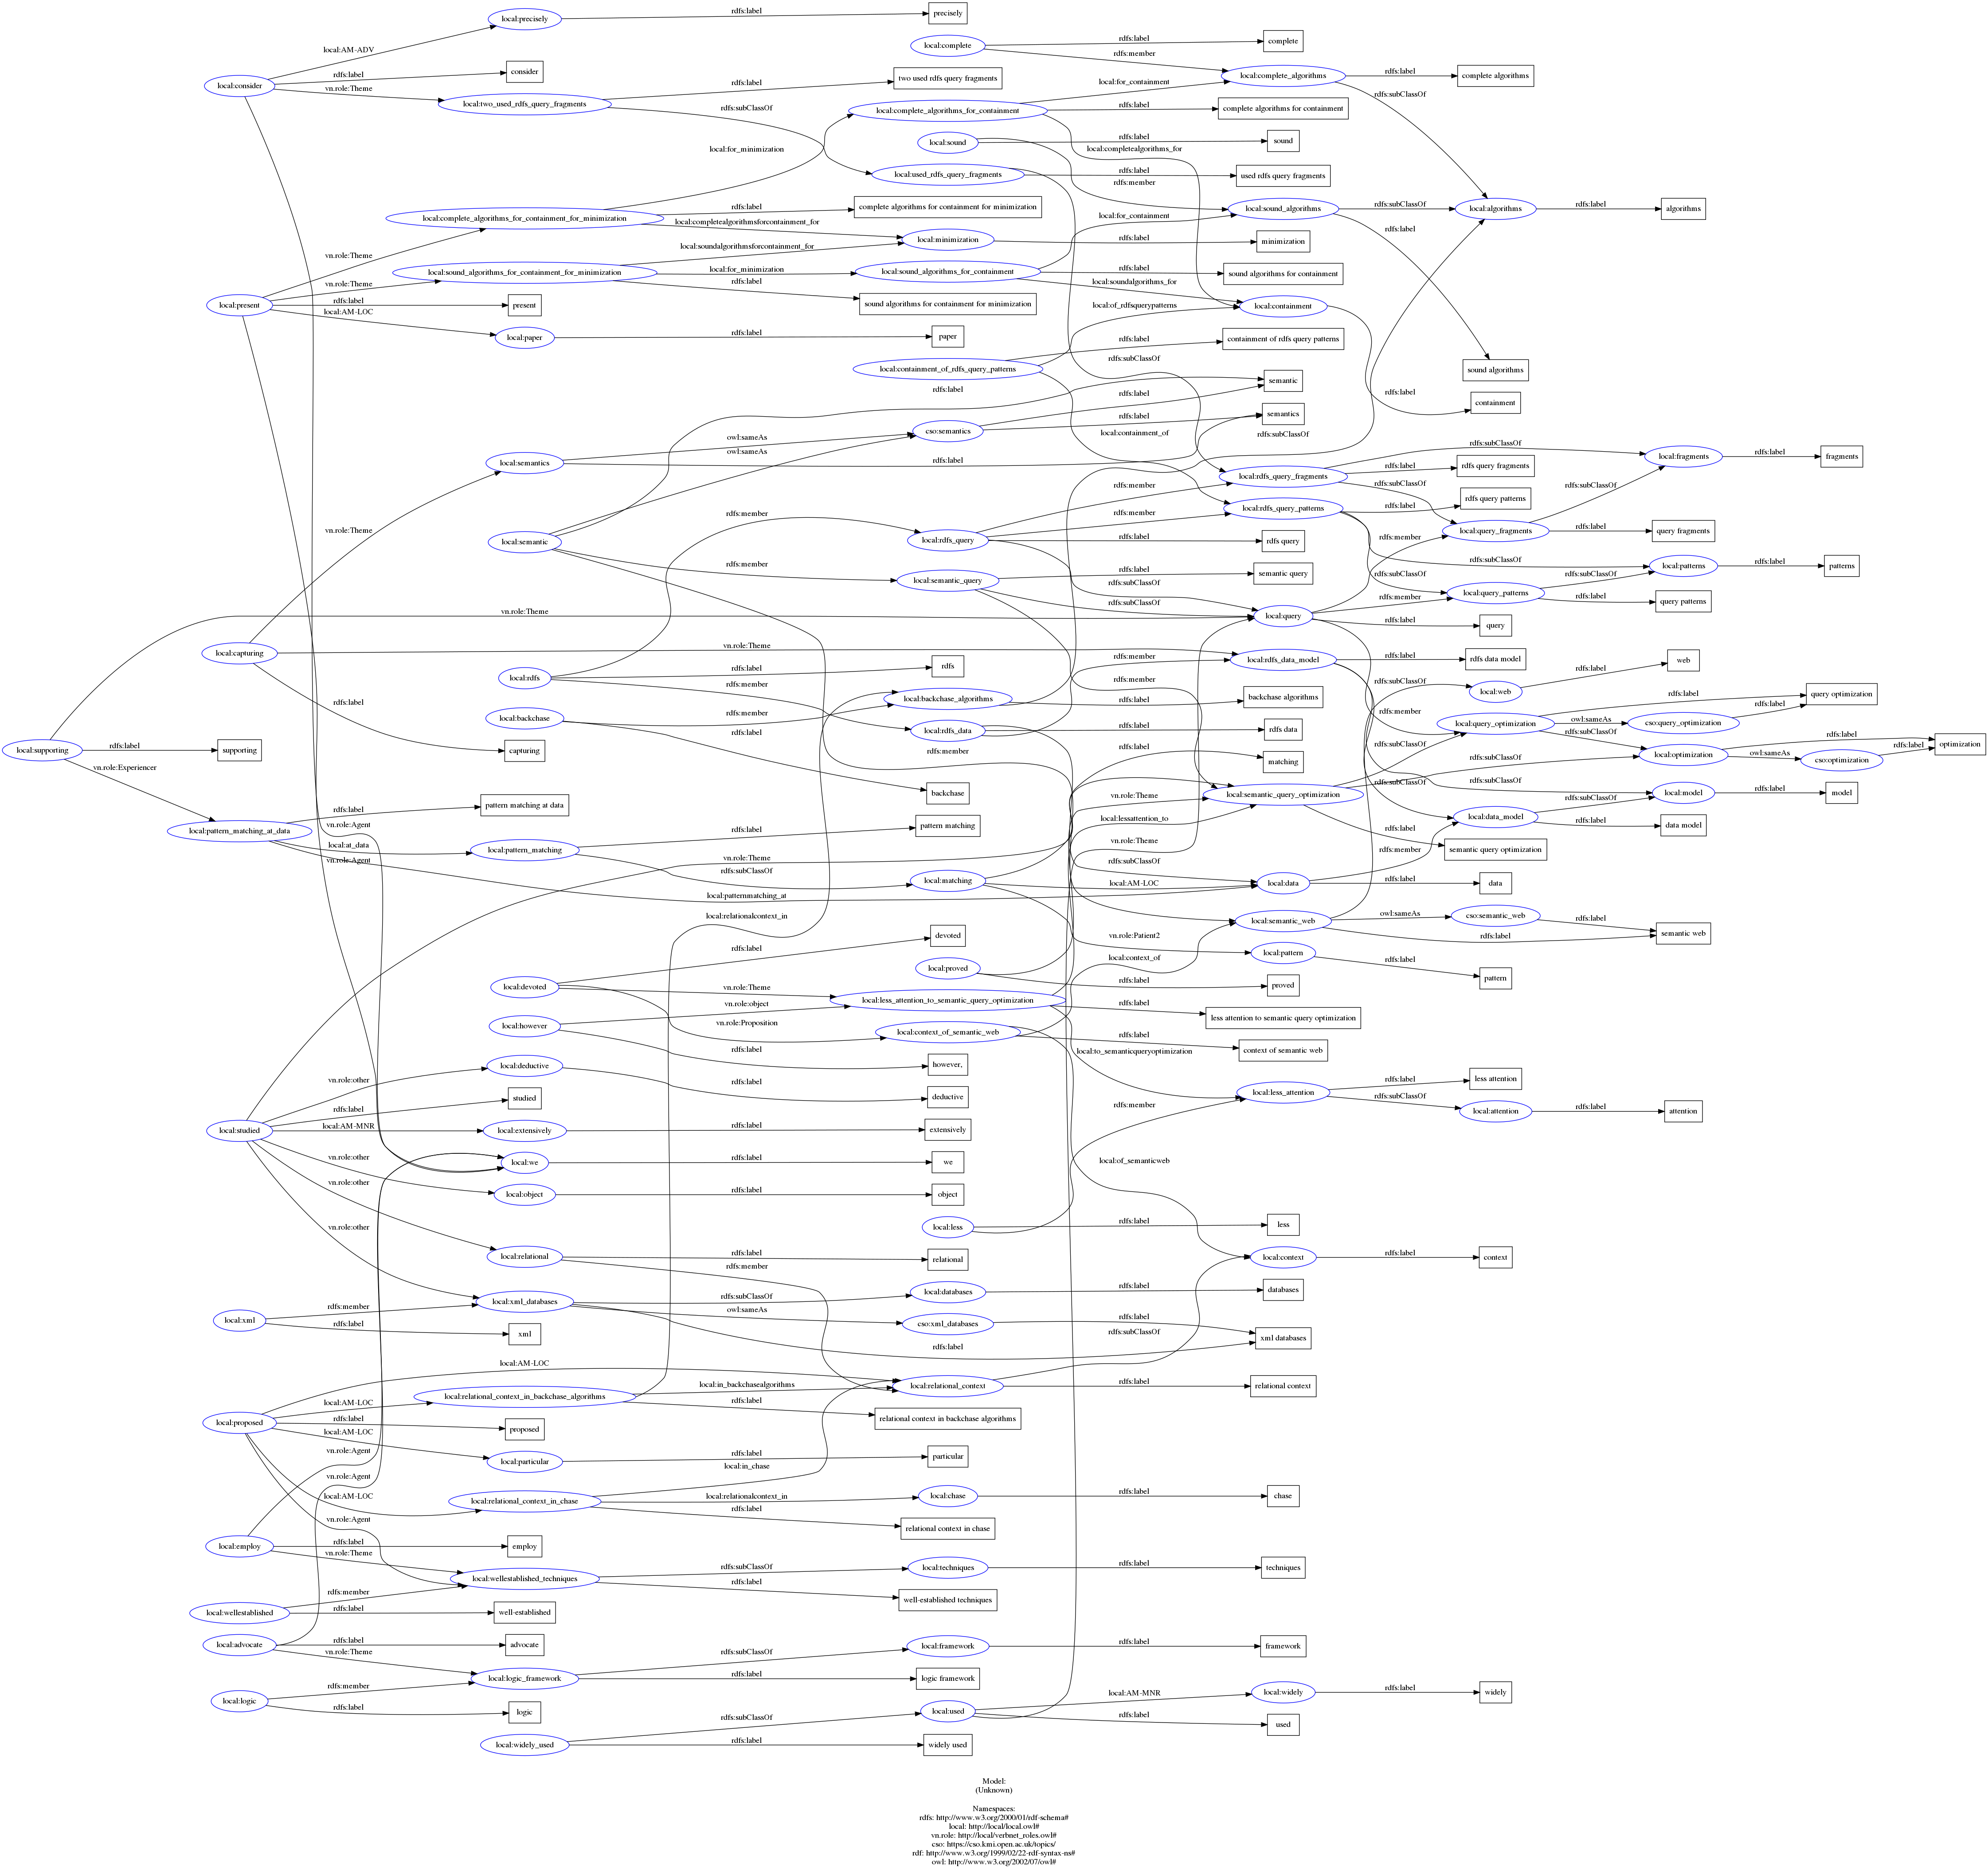 local:precisely
rdfs:label
precisely
local:AM-ADV
local:consider
rdfs:label
consider
vn.role:Theme
local:two_used_rdfs_query_fragments
rdfs:label
two used rdfs query fragments
rdfs:subClassOf
local:complete
rdfs:label
complete
rdfs:member
local:complete_algorithms
rdfs:label
complete algorithms
rdfs:subClassOf
local:for_containment
local:complete_algorithms_for_containment
rdfs:label
complete algorithms for containment
local:completealgorithms_for
local:for_minimization
local:sound
rdfs:label
sound
rdfs:member
local:used_rdfs_query_fragments
rdfs:label
used rdfs query fragments
local:complete_algorithms_for_containment_for_minimization
rdfs:label
complete algorithms for containment for minimization
local:completealgorithmsforcontainment_for
local:for_containment
local:sound_algorithms
rdfs:subClassOf
local:algorithms
rdfs:label
algorithms
rdfs:label
local:minimization
rdfs:label
minimization
local:soundalgorithmsforcontainment_for
vn.role:Theme
local:sound_algorithms_for_containment_for_minimization
local:for_minimization
local:sound_algorithms_for_containment
rdfs:label
sound algorithms for containment
rdfs:label
sound algorithms for containment for minimization
local:soundalgorithms_for
vn.role:Theme
local:present
rdfs:label
present
local:AM-LOC
local:paper
rdfs:label
paper
local:of_rdfsquerypatterns
local:containment
rdfs:label
containment of rdfs query patterns
local:containment_of_rdfs_query_patterns
rdfs:subClassOf
sound algorithms
rdfs:label
semantic
rdfs:label
rdfs:label
containment
rdfs:label
semantics
cso:semantics
owl:sameAs
owl:sameAs
local:containment_of
rdfs:subClassOf
local:semantics
rdfs:label
rdfs:subClassOf
local:fragments
rdfs:label
fragments
local:rdfs_query_fragments
rdfs:label
rdfs query fragments
rdfs:subClassOf
rdfs:subClassOf
rdfs:member
local:rdfs_query_patterns
rdfs:label
rdfs query patterns
rdfs:member
rdfs:member
vn.role:Theme
local:semantic
local:rdfs_query
rdfs:label
rdfs query
rdfs:member
local:query_fragments
rdfs:label
query fragments
rdfs:subClassOf
local:patterns
rdfs:label
patterns
rdfs:member
local:semantic_query
rdfs:label
semantic query
rdfs:subClassOf
rdfs:subClassOf
rdfs:subClassOf
rdfs:subClassOf
local:query_patterns
rdfs:label
query patterns
rdfs:member
vn.role:Theme
local:query
rdfs:label
query
local:capturing
vn.role:Theme
rdfs:member
local:rdfs_data_model
rdfs:label
rdfs data model
rdfs:label
web
local:rdfs
rdfs:label
rdfs
rdfs:member
rdfs:member
rdfs:subClassOf
local:web
rdfs:label
query optimization
rdfs:label
local:backchase_algorithms
rdfs:label
backchase algorithms
rdfs:member
local:backchase
rdfs:member
rdfs:label
local:rdfs_data
rdfs:label
rdfs data
local:query_optimization
owl:sameAs
cso:query_optimization
rdfs:label
rdfs:subClassOf
local:supporting
rdfs:label
supporting
capturing
rdfs:member
rdfs:label
matching
rdfs:subClassOf
local:optimization
rdfs:label
owl:sameAs
cso:optimization
rdfs:label
optimization
vn.role:Experiencer
backchase
vn.role:Theme
local:semantic_query_optimization
rdfs:subClassOf
rdfs:subClassOf
rdfs:subClassOf
local:model
rdfs:label
model
rdfs:label
pattern matching at data
local:pattern_matching_at_data
vn.role:Agent
rdfs:label
pattern matching
local:lessattention_to
local:data_model
rdfs:subClassOf
rdfs:label
data model
rdfs:label
semantic query optimization
local:at_data
local:pattern_matching
vn.role:Agent
vn.role:Theme
rdfs:subClassOf
vn.role:Theme
rdfs:subClassOf
rdfs:member
local:matching
local:AM-LOC
local:data
rdfs:label
data
local:patternmatching_at
local:relationalcontext_in
local:semantic_web
owl:sameAs
cso:semantic_web
rdfs:label
semantic web
rdfs:label
devoted
rdfs:label
vn.role:Patient2
local:pattern
rdfs:label
pattern
local:context_of
local:proved
rdfs:label
proved
local:devoted
vn.role:Theme
local:less_attention_to_semantic_query_optimization
rdfs:label
less attention to semantic query optimization
vn.role:object
local:however
vn.role:Proposition
local:context_of_semantic_web
rdfs:label
context of semantic web
rdfs:label
however,
local:to_semanticqueryoptimization
local:deductive
vn.role:other
rdfs:label
deductive
local:less_attention
rdfs:label
less attention
rdfs:subClassOf
local:attention
rdfs:label
attention
rdfs:member
rdfs:label
studied
local:studied
local:AM-MNR
local:extensively
rdfs:label
extensively
vn.role:other
local:we
rdfs:label
we
local:of_semanticweb
vn.role:other
local:object
rdfs:label
object
vn.role:other
local:less
rdfs:label
less
local:relational
rdfs:label
relational
rdfs:member
local:context
rdfs:label
context
local:xml
rdfs:member
local:xml_databases
rdfs:subClassOf
local:databases
rdfs:label
databases
owl:sameAs
cso:xml_databases
rdfs:label
xml databases
rdfs:label
rdfs:label
xml
rdfs:subClassOf
local:AM-LOC
local:relational_context_in_backchase_algorithms
local:in_backchasealgorithms
local:relational_context
rdfs:label
relational context
local:AM-LOC
rdfs:label
relational context in backchase algorithms
local:proposed
rdfs:label
proposed
local:AM-LOC
vn.role:Agent
local:particular
rdfs:label
particular
local:in_chase
vn.role:Agent
local:AM-LOC
local:relational_context_in_chase
local:relationalcontext_in
local:chase
rdfs:label
chase
rdfs:label
relational context in chase
vn.role:Agent
local:employ
rdfs:label
employ
vn.role:Theme
local:wellestablished_techniques
rdfs:subClassOf
local:techniques
rdfs:label
techniques
rdfs:label
well-established techniques
rdfs:member
local:wellestablished
rdfs:label
well-established
local:advocate
rdfs:label
advocate
vn.role:Theme
rdfs:subClassOf
local:framework
rdfs:label
framework
local:logic_framework
rdfs:label
logic framework
rdfs:member
local:logic
rdfs:label
logic
local:AM-MNR
local:widely
rdfs:label
widely
rdfs:subClassOf
local:used
rdfs:label
used
local:widely_used
rdfs:label
widely used
Model:
(Unknown)
Namespaces:
rdfs: http://www.w3.org/2000/01/rdf-schema#
local: http://local/local.owl#
vn.role: http://local/verbnet_roles.owl#
cso: https://cso.kmi.open.ac.uk/topics/
rdf: http://www.w3.org/1999/02/22-rdf-syntax-ns#
owl: http://www.w3.org/2002/07/owl#